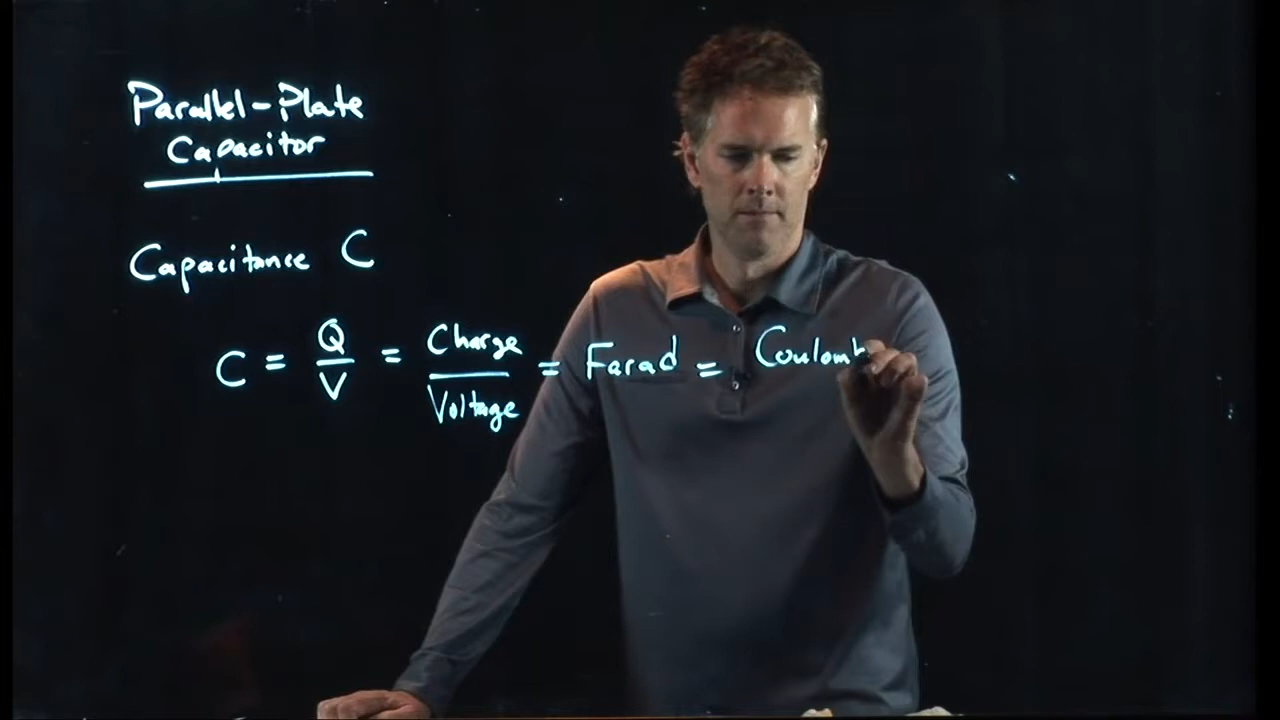 Parallel-Plate
Capacitor
Capacitance C
C = Q/V = Charge/Voltage = Farad = Coulomb